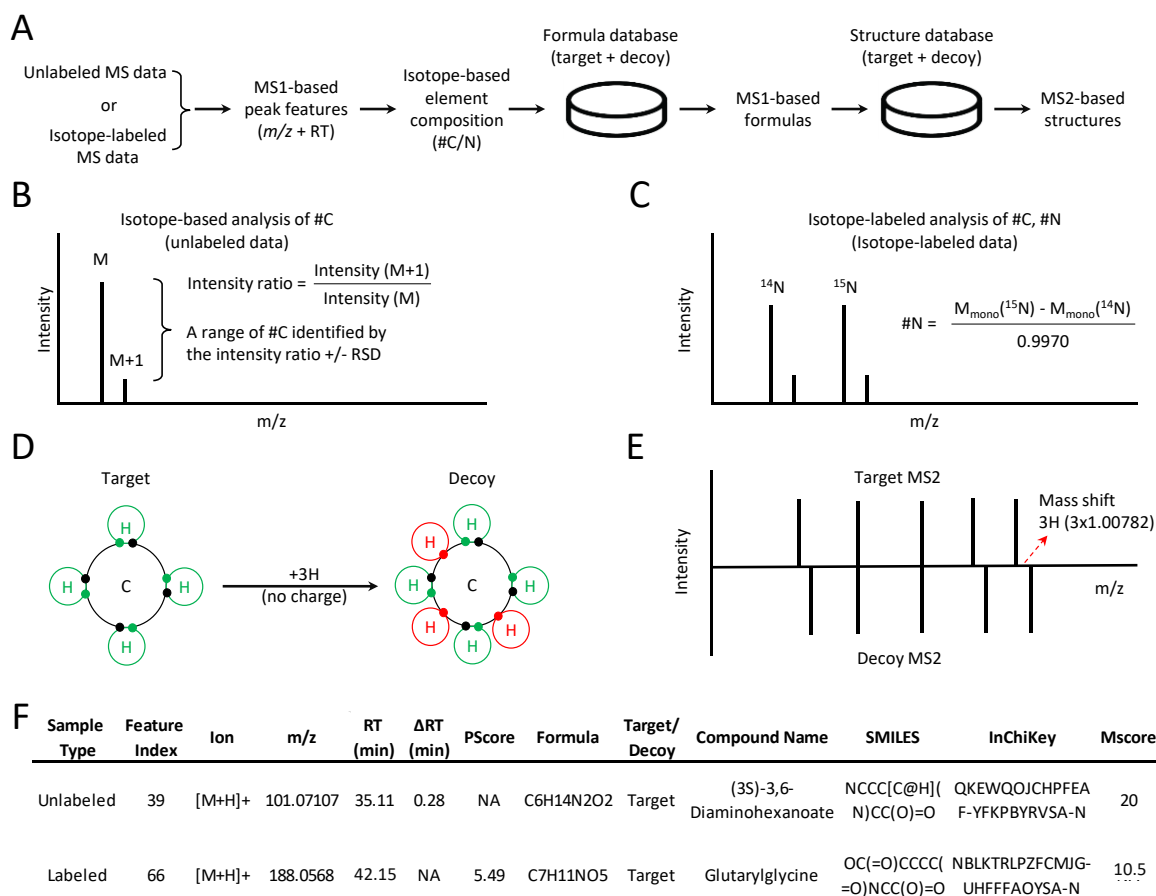 A
Unlabeled MS data
or
Isotope-labeled
MS data
MS1-based
peak features
(m/z + RT)
Isotope-based
element
composition
(#C/N)
Formula database
(target + decoy)
MS1-based
formulas
Structure database
(target + decoy)
MS2-based
structures
B
Isotope-based analysis of #C
(unlabeled data)
Intensity
M
M+1
Intensity ratio = Intensity (M+1)
Intensity (M)
A range of #C identified by
the intensity ratio +/- RSD
m/z
C
Isotope-labeled analysis of #C, #N
(Isotope-labeled data)
Intensity
¹⁴N
¹⁵N
#N = Mmono(¹⁵N) - Mmono(¹⁴N)
0.9970
m/z
D
Target
H
H
C
H
H
+3H
(no charge)
Decoy
H
H
H
C
H
H
H
H
E
Target MS2
Intensity
Mass shift
3H (3x1.00782)
m/z
Decoy MS2
F
Sample Type Feature Index Ion m/z RT (min) ΔRT (min) PScore Formula Target/Decoy Compound Name SMILES InChiKey Mscore
Unlabeled 39 [M+H]+ 101.07107 35.11 0.28 NA C6H14N2O2 Target (3S)-3,6-Diaminohexanoate NCCC[C@H](N)CC(O)=O QKEWQOJCHPFEAF-YFKPBYRVSA-N 20
Labeled 66 [M+H]+ 188.0568 42.15 NA 5.49 C7H11NO5 Target Glutarylglycine OC(=O)CCCC(=O)NCC(O)=O NBLKTRLPZFCMJG-UHFFFAOYSA-N 10.5